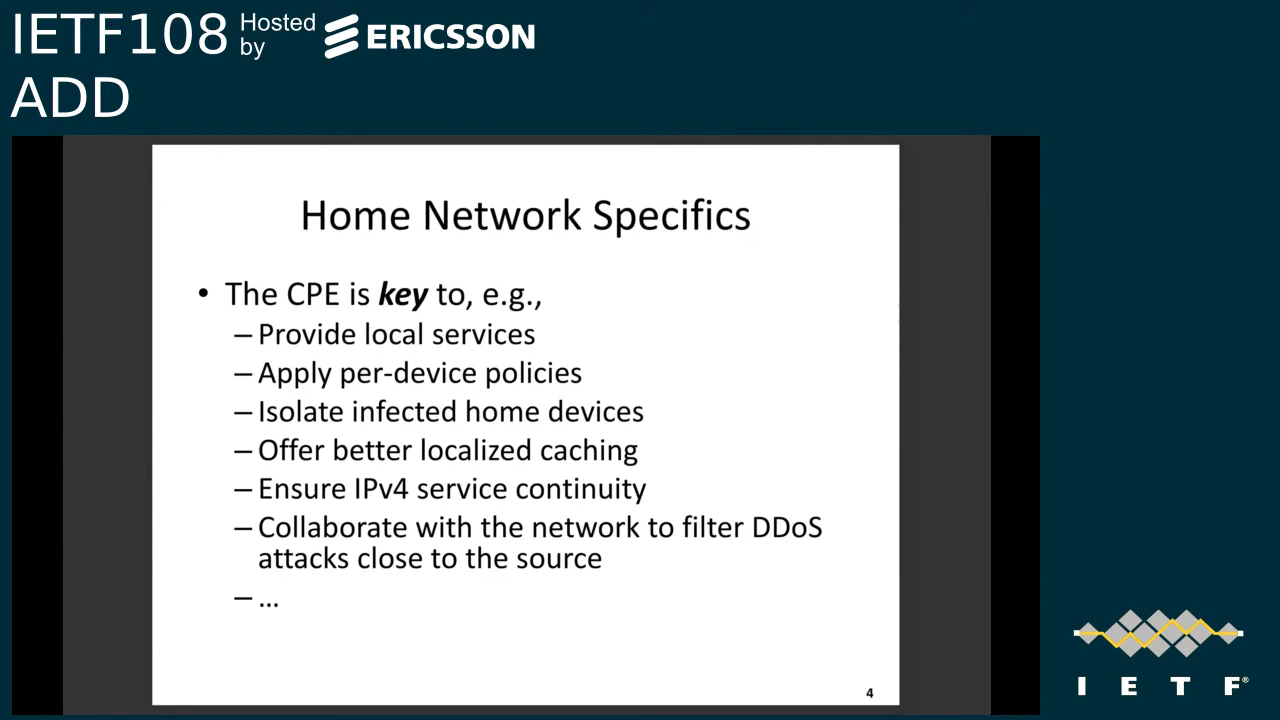 IETF108 Hosted by ERICSSON
ADD
Home Network Specifics
• The CPE is key to, e.g.,
– Provide local services
– Apply per-device policies
– Isolate infected home devices
– Offer better localized caching
– Ensure IPv4 service continuity
– Collaborate with the network to filter DDoS
attacks close to the source
– ...
4
I E T F®